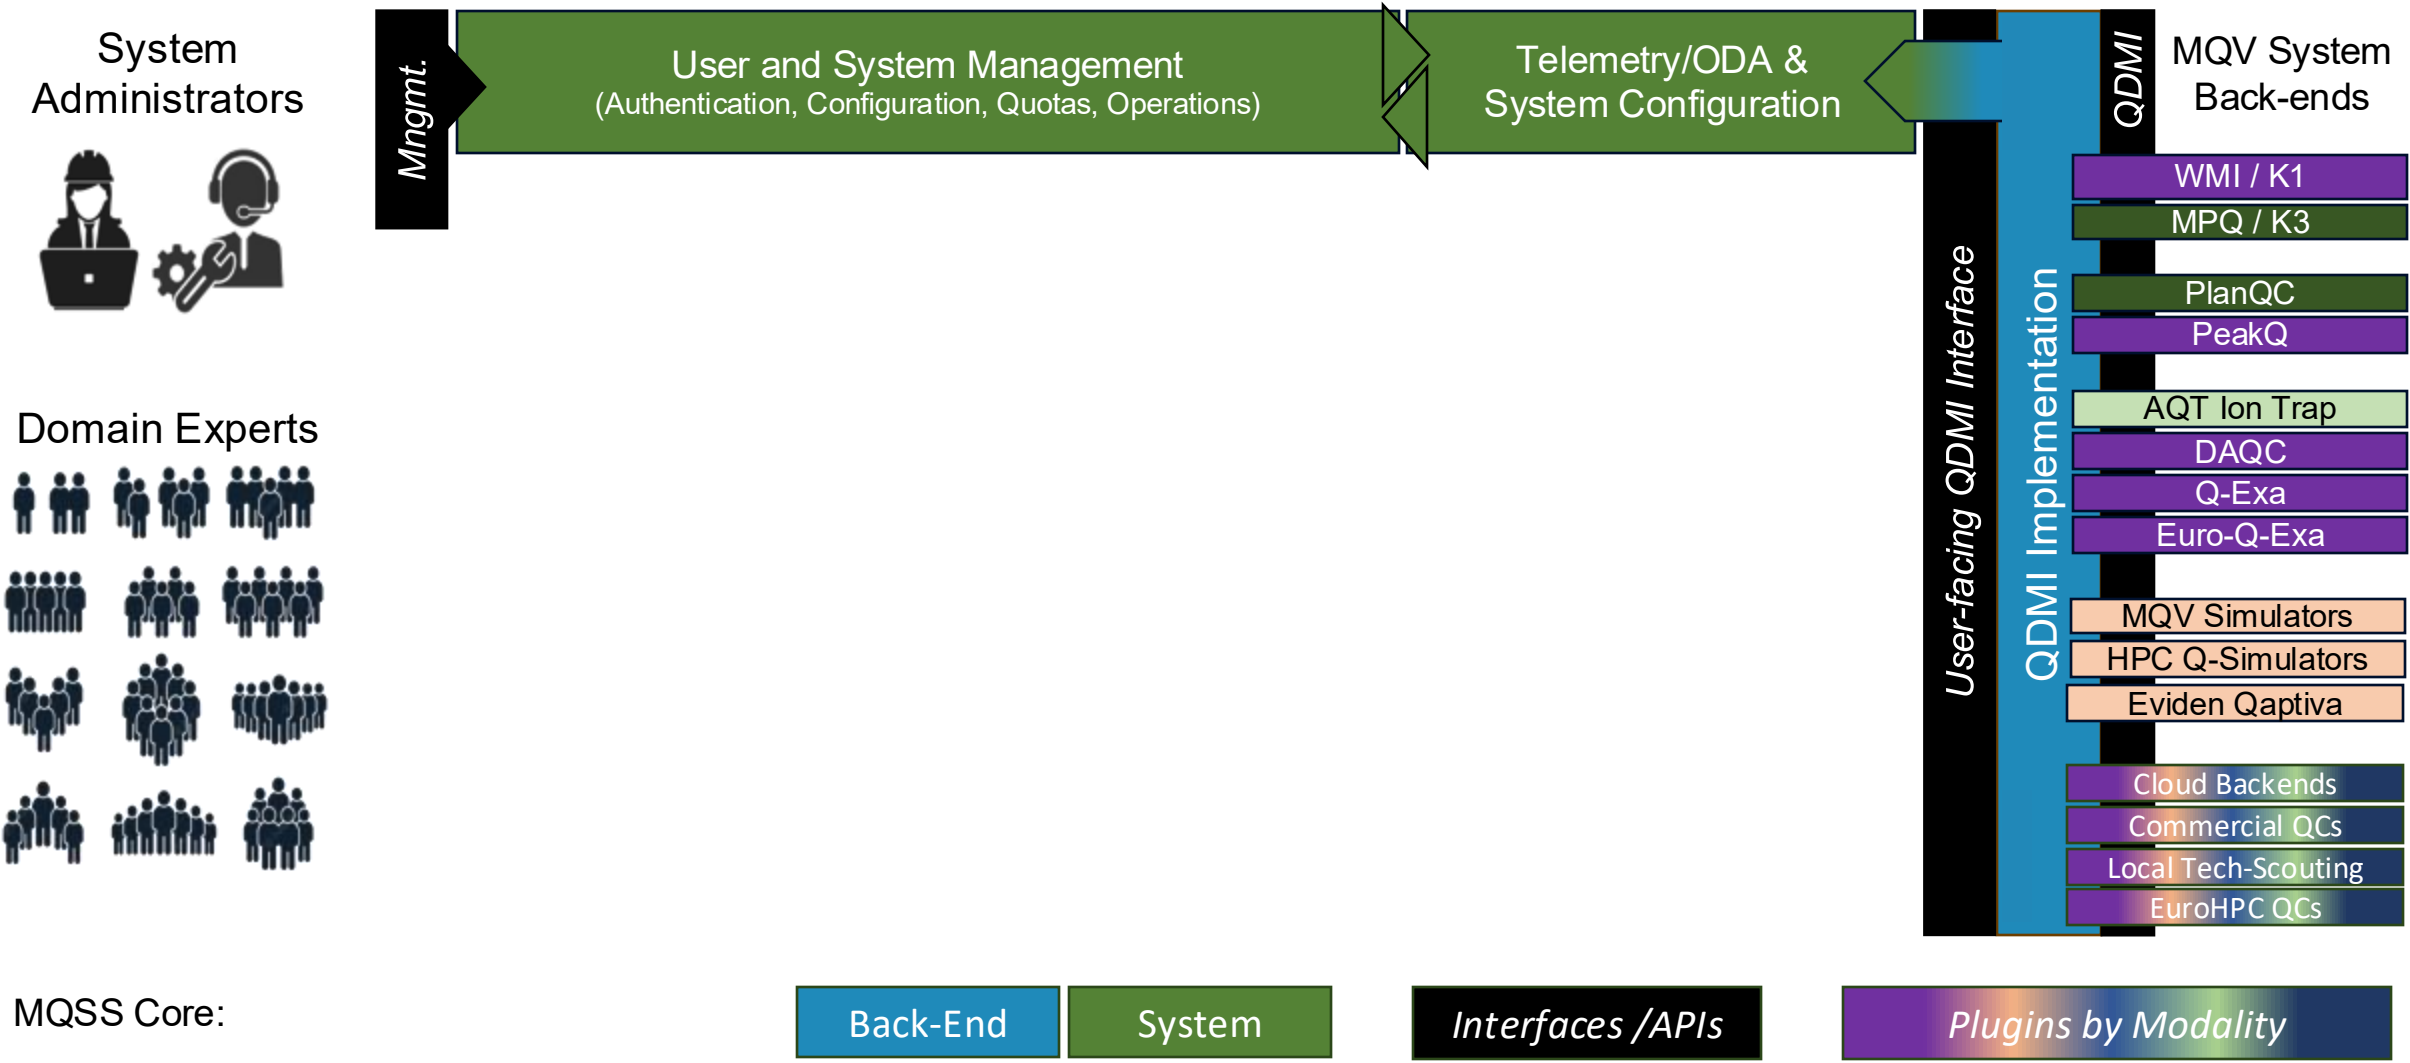 System
Administrators
Mngmt.
User and System Management
(Authentication, Configuration, Quotas, Operations)
Telemetry/ODA &
System Configuration
QDMI
MQV System
Back-ends
WMI / K1
MPQ / K3
PlanQC
PeakQ
AQT Ion Trap
DAQC
Q-Exa
Euro-Q-Exa
MQV Simulators
HPC Q-Simulators
Eviden Qaptiva
Cloud Backends
Commercial QCs
Local Tech-Scouting
EuroHPC QCs
User-facing QDMI Interface
QDMI Implementation
Domain Experts
MQSS Core:
Back-End
System
Interfaces /APIs
Plugins by Modality